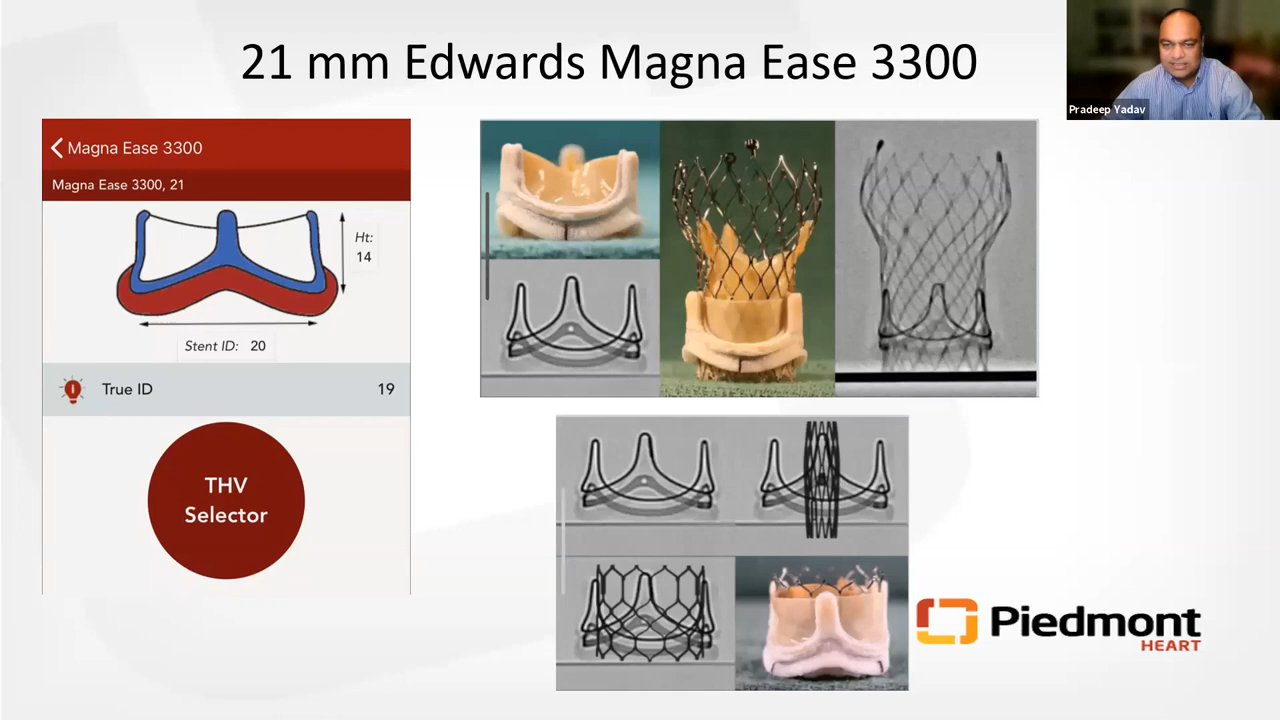 21 mm Edwards Magna Ease 3300
Pradeep Yadav
Magna Ease 3300
Magna Ease 3300, 21
Ht:
14
Stent ID: 20
True ID 19
THV
Selector
Piedmont
HEART